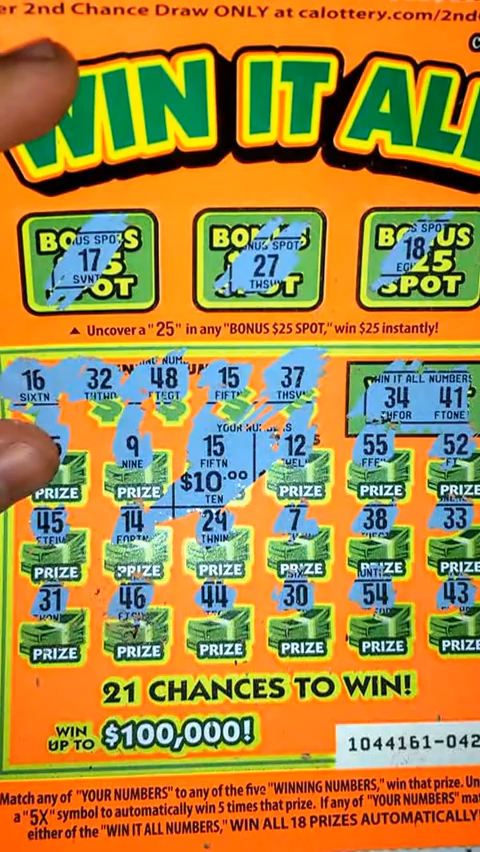 er 2nd Chance Draw ONLY at calottery.com/2nd
WIN IT ALL
BONUS SPOT 17 SVNT
BONUS SPOT 27 TWSV
BONUS $25 SPOT 18 EGH
▲ Uncover a "25" in any "BONUS $25 SPOT," win $25 instantly!
16 32 48 15 37
SIXTN THTWO FTEGT FIFTN THSVN
WIN IT ALL NUMBERS
34 41
THFOR FTONE
YOUR NUMBERS
9 15 12 55 52
NINE FIFTN
PRIZE PRIZE $10.00 PRIZE PRIZE PRIZE
TEN
45 14 29 7 38 33
PRIZE PRIZE PRIZE PRIZE PRIZE PRIZE
31 46 44 30 54 43
PRIZE PRIZE PRIZE PRIZE PRIZE PRIZE
21 CHANCES TO WIN!
WIN UP TO $100,000!
1044161-042
Match any of "YOUR NUMBERS" to any of the five "WINNING NUMBERS," win that prize. Un
a "5X" symbol to automatically win 5 times that prize. If any of "YOUR NUMBERS" mat
either of the "WIN IT ALL NUMBERS," WIN ALL 18 PRIZES AUTOMATICALLY